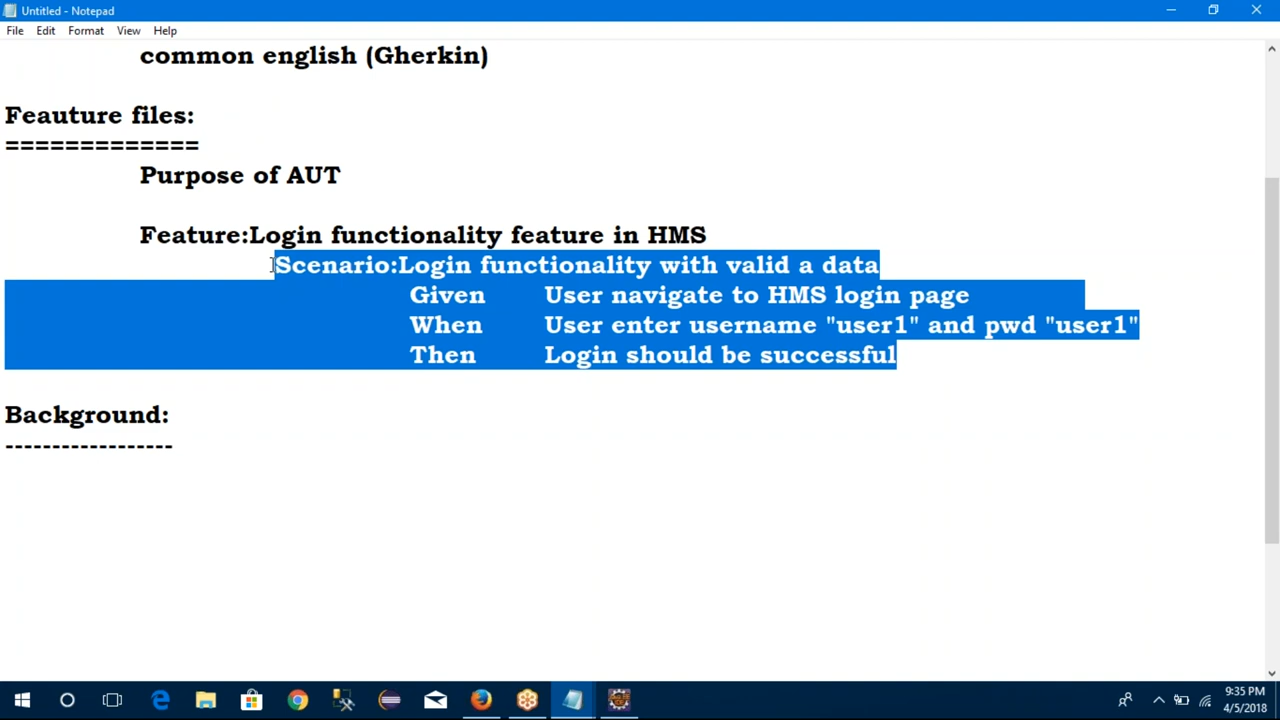 Untitled - Notepad
File Edit Format View Help
common english (Gherkin)
Feauture files:
=============
Purpose of AUT
Feature:Login functionality feature in HMS
Scenario:Login functionality with valid a data
Given User navigate to HMS login page
When User enter username "user1" and pwd "user1"
Then Login should be successful
Background:
------------------
9:35 PM
4/5/2018